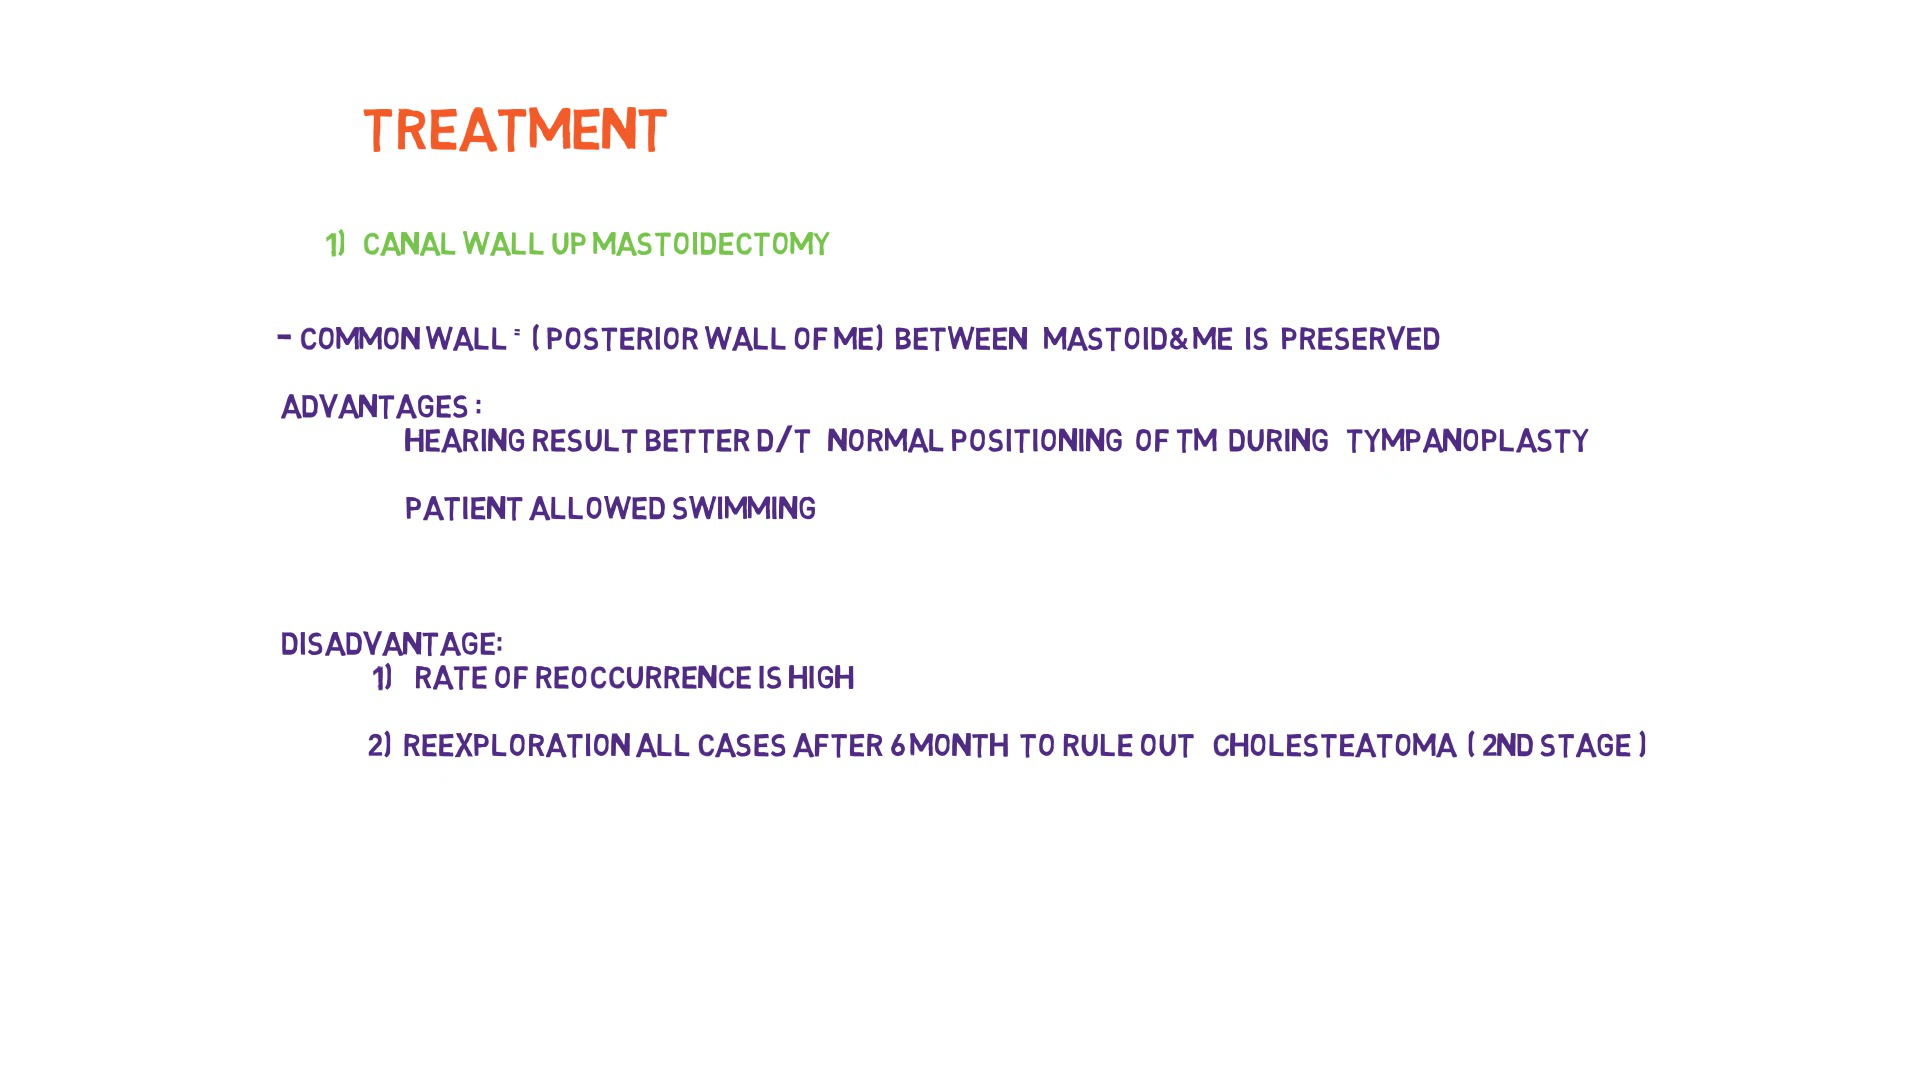 TREATMENT
1) CANAL WALL UP MASTOIDECTOMY
- COMMON WALL = ( POSTERIOR WALL OF ME) BETWEEN MASTOID& ME IS PRESERVED
ADVANTAGES :
HEARING RESULT BETTER D/T NORMAL POSITIONING OF TM DURING TYMPANOPLASTY
PATIENT ALLOWED SWIMMING
DISADVANTAGE:
1) RATE OF REOCCURRENCE IS HIGH
2) REEXPLORATION ALL CASES AFTER 6 MONTH TO RULE OUT CHOLESTEATOMA ( 2ND STAGE )